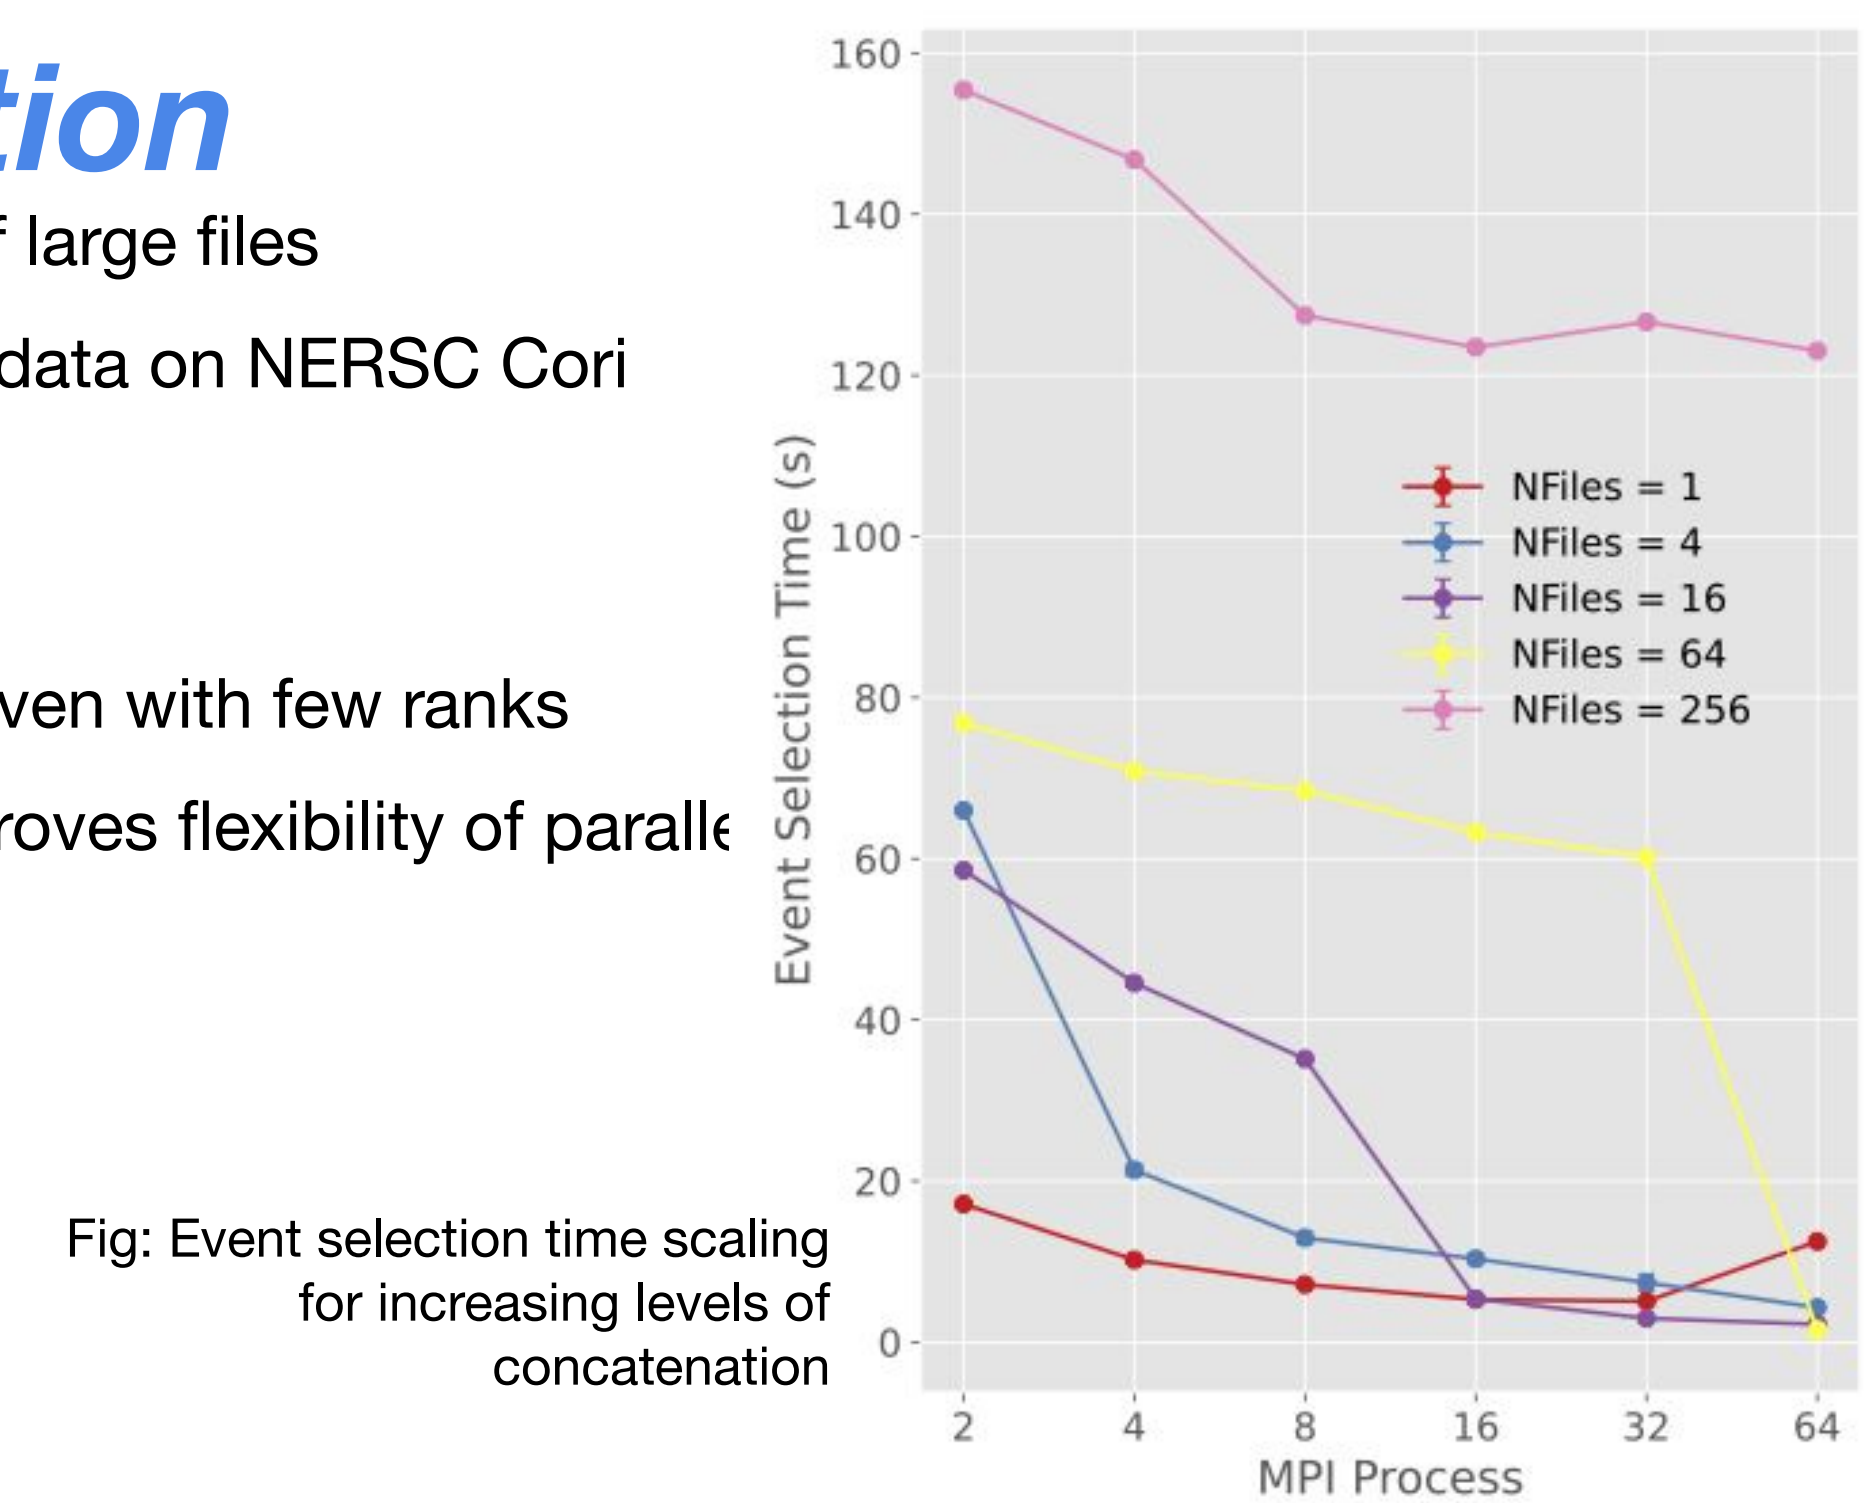 tion
f large files
data on NERSC Cori
ven with few ranks
roves flexibility of paralle
Fig: Event selection time scaling
for increasing levels of
concatenation
Event Selection Time (s)
160
140
120
100
80
60
40
20
0
NFiles = 1
NFiles = 4
NFiles = 16
NFiles = 64
NFiles = 256
2 4 8 16 32 64
MPI Process